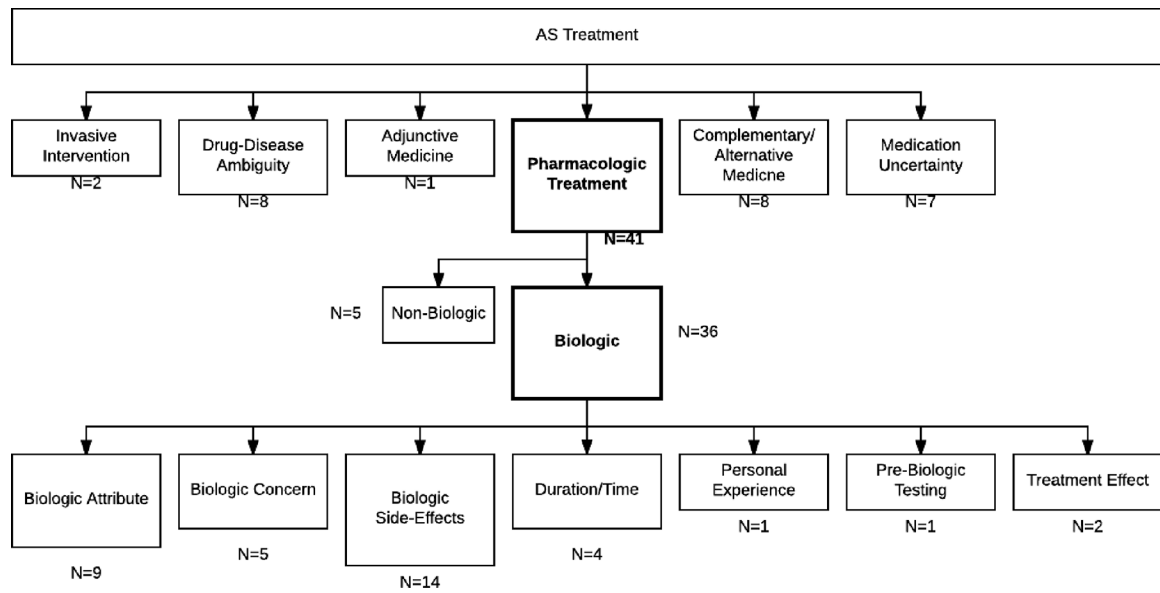 AS Treatment
Invasive
Intervention
N=2
Drug-Disease
Ambiguity
N=8
Adjunctive
Medicine
N=1
Pharmacologic
Treatment
N=41
Complementary/
Alternative
Medicne
N=8
Medication
Uncertainty
N=7
N=5
Non-Biologic
Biologic
N=36
Biologic Attribute
N=9
Biologic Concern
N=5
Biologic
Side-Effects
N=14
Duration/Time
N=4
Personal
Experience
N=1
Pre-Biologic
Testing
N=1
Treatment Effect
N=2